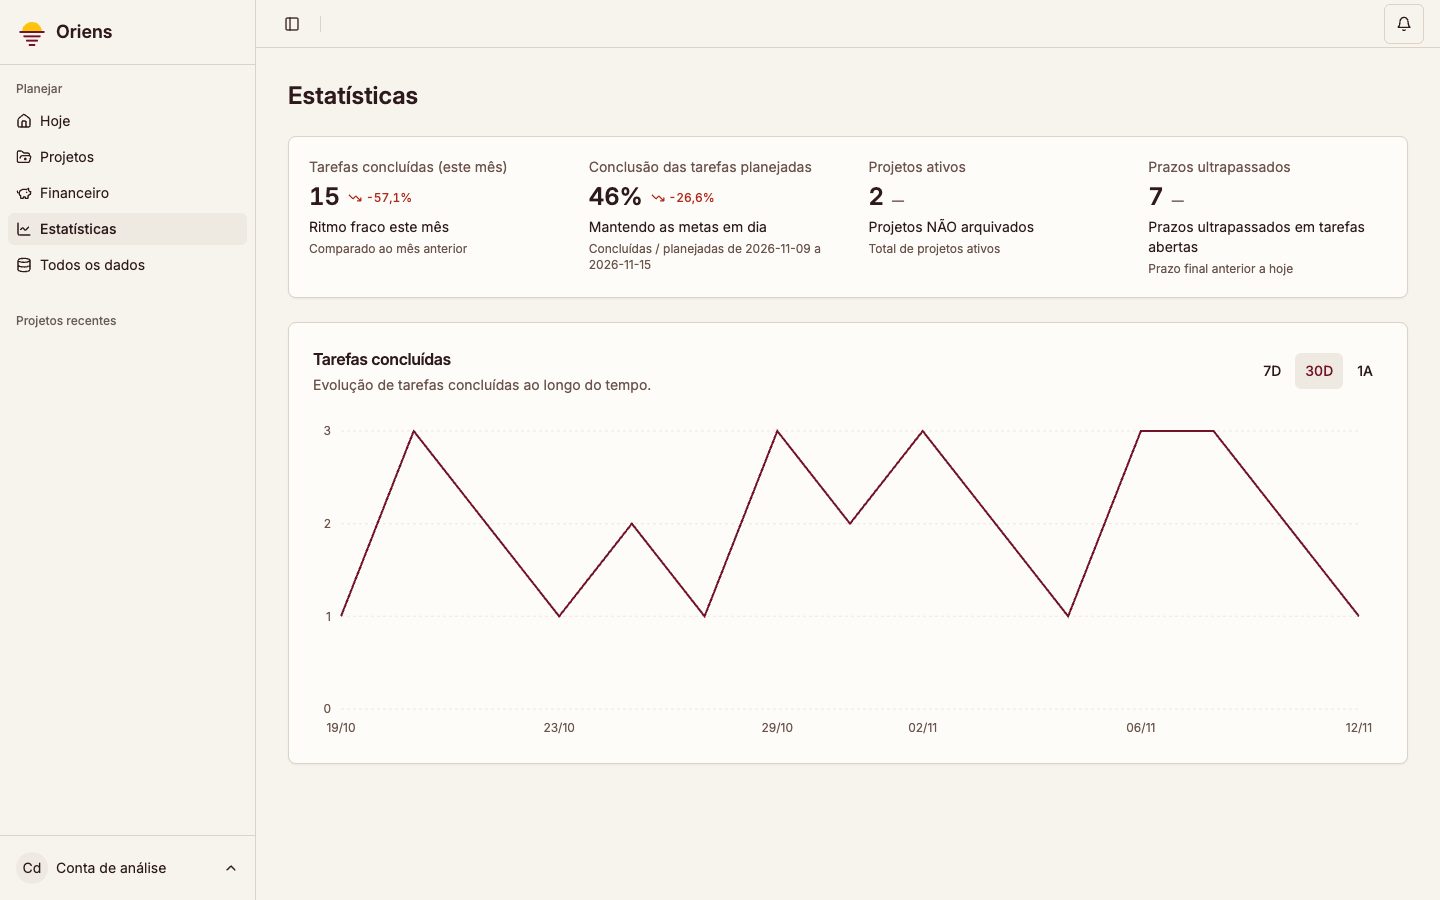 Oriens
Planejar
Hoje
Projetos
Financeiro
Estatísticas
Todos os dados
Projetos recentes
Cd Conta de análise
Estatísticas
Tarefas concluídas (este mês)
15 -57,1%
Ritmo fraco este mês
Comparado ao mês anterior
Conclusão das tarefas planejadas
46% -26,6%
Mantendo as metas em dia
Concluídas / planejadas de 2026-11-09 a
2026-11-15
Projetos ativos
2 —
Projetos NÃO arquivados
Total de projetos ativos
Prazos ultrapassados
7 —
Prazos ultrapassados em tarefas
abertas
Prazo final anterior a hoje
Tarefas concluídas
Evolução de tarefas concluídas ao longo do tempo.
7D 30D 1A
3
2
1
0
19/10 23/10 29/10 02/11 06/11 12/11